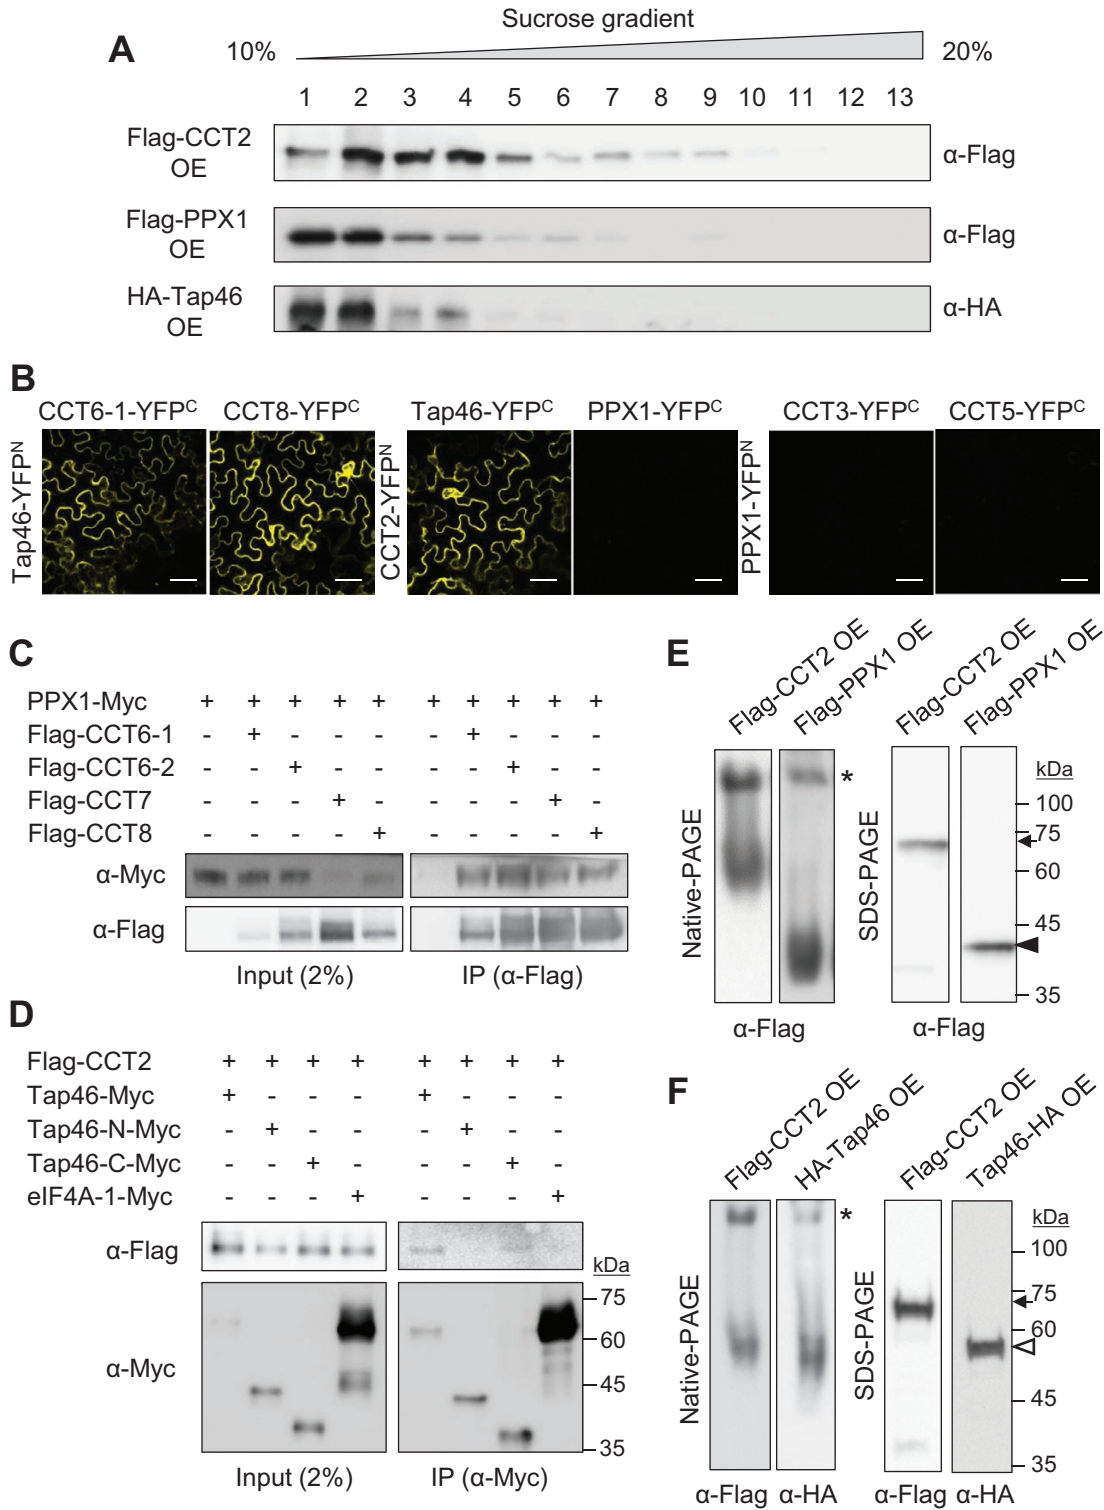 A
Sucrose gradient
10%
20%
1 2 3 4 5 6 7 8 9 10 11 12 13
Flag-CCT2 OE
α-Flag
Flag-PPX1 OE
α-Flag
HA-Tap46 OE
α-HA
B
CCT6-1-YFPC CCT8-YFPC Tap46-YFPC PPX1-YFPC CCT3-YFPC CCT5-YFPC
Tap46-YFPN
CCT2-YFPN
PPX1-YFPN
C
PPX1-Myc + + + + + + + + + +
Flag-CCT6-1 - + - - - - + - - -
Flag-CCT6-2 - - + - - - - + - -
Flag-CCT7 - - - + - - - - + -
Flag-CCT8 - - - - + - - - - +
α-Myc
α-Flag
Input (2%) IP (α-Flag)
D
Flag-CCT2 + + + + + + + +
Tap46-Myc + - - - + - - -
Tap46-N-Myc - + - - - + - -
Tap46-C-Myc - - + - - - + -
eIF4A-1-Myc - - - + - - - +
α-Flag
kDa
75
60
α-Myc
45
35
Input (2%) IP (α-Myc)
E
Flag-CCT2 OE
Flag-PPX1 OE
Flag-CCT2 OE
Flag-PPX1 OE
Native-PAGE
*
SDS-PAGE
kDa
100
75
60
45
35
α-Flag α-Flag
F
Flag-CCT2 OE
HA-Tap46 OE
Flag-CCT2 OE
Tap46-HA OE
Native-PAGE
*
SDS-PAGE
kDa
100
75
60
45
35
α-Flag α-HA α-Flag α-HA